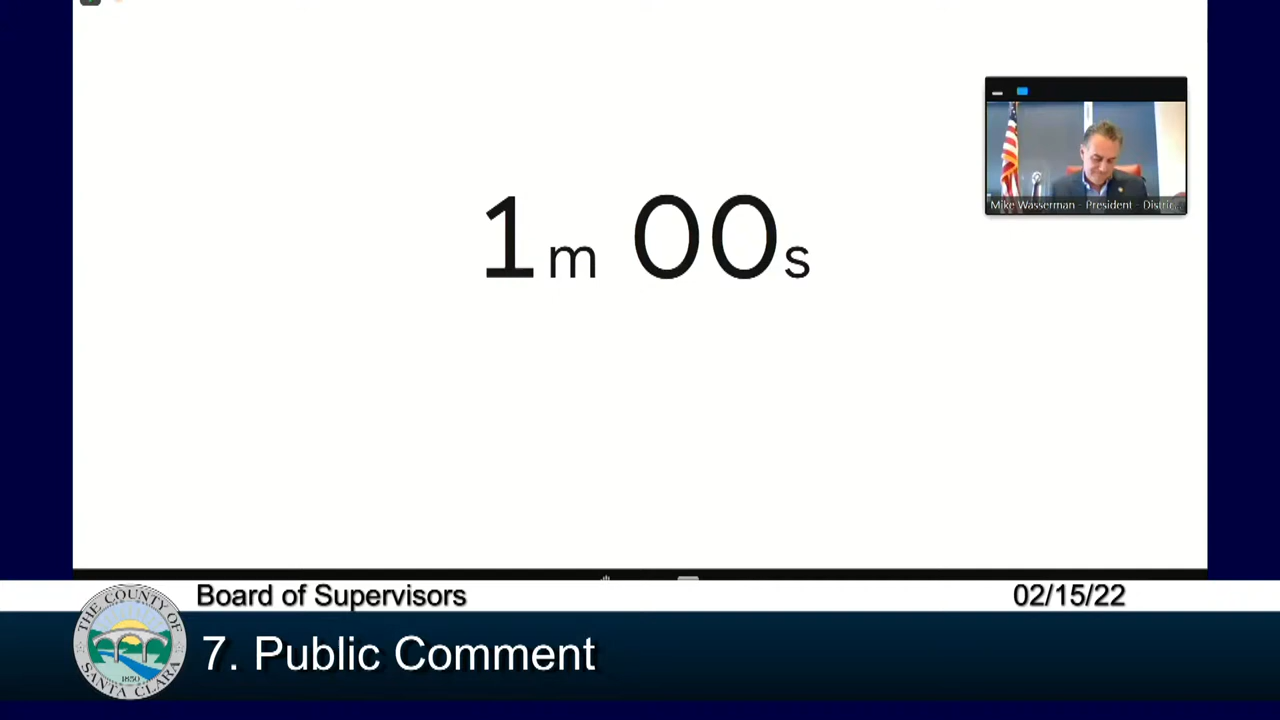 1m 00s
Mike Wasserman - President - Distric...
Board of Supervisors
02/15/22
7. Public Comment
THE COUNTY OF
SANTA CLARA
1850